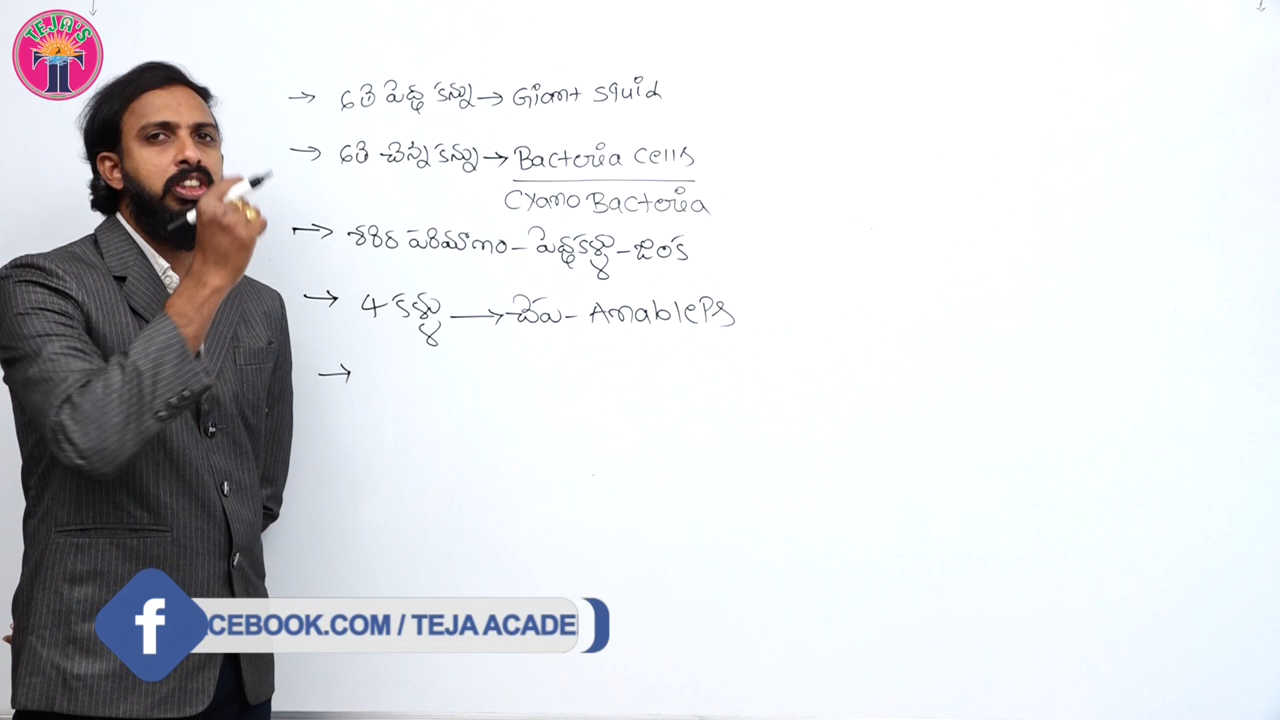 TEJA'S
T
→ అతి పెద్ద కన్ను → Giant squid
→ అతి చిన్న కన్ను → Bacteria cells
Cyano Bacteria
→ శరీర పరిమాణం - పెద్దకళ్ళు - జింక
→ 4 కళ్ళు → చేప - AnablePs
→
f CEBOOK.COM / TEJA ACADE